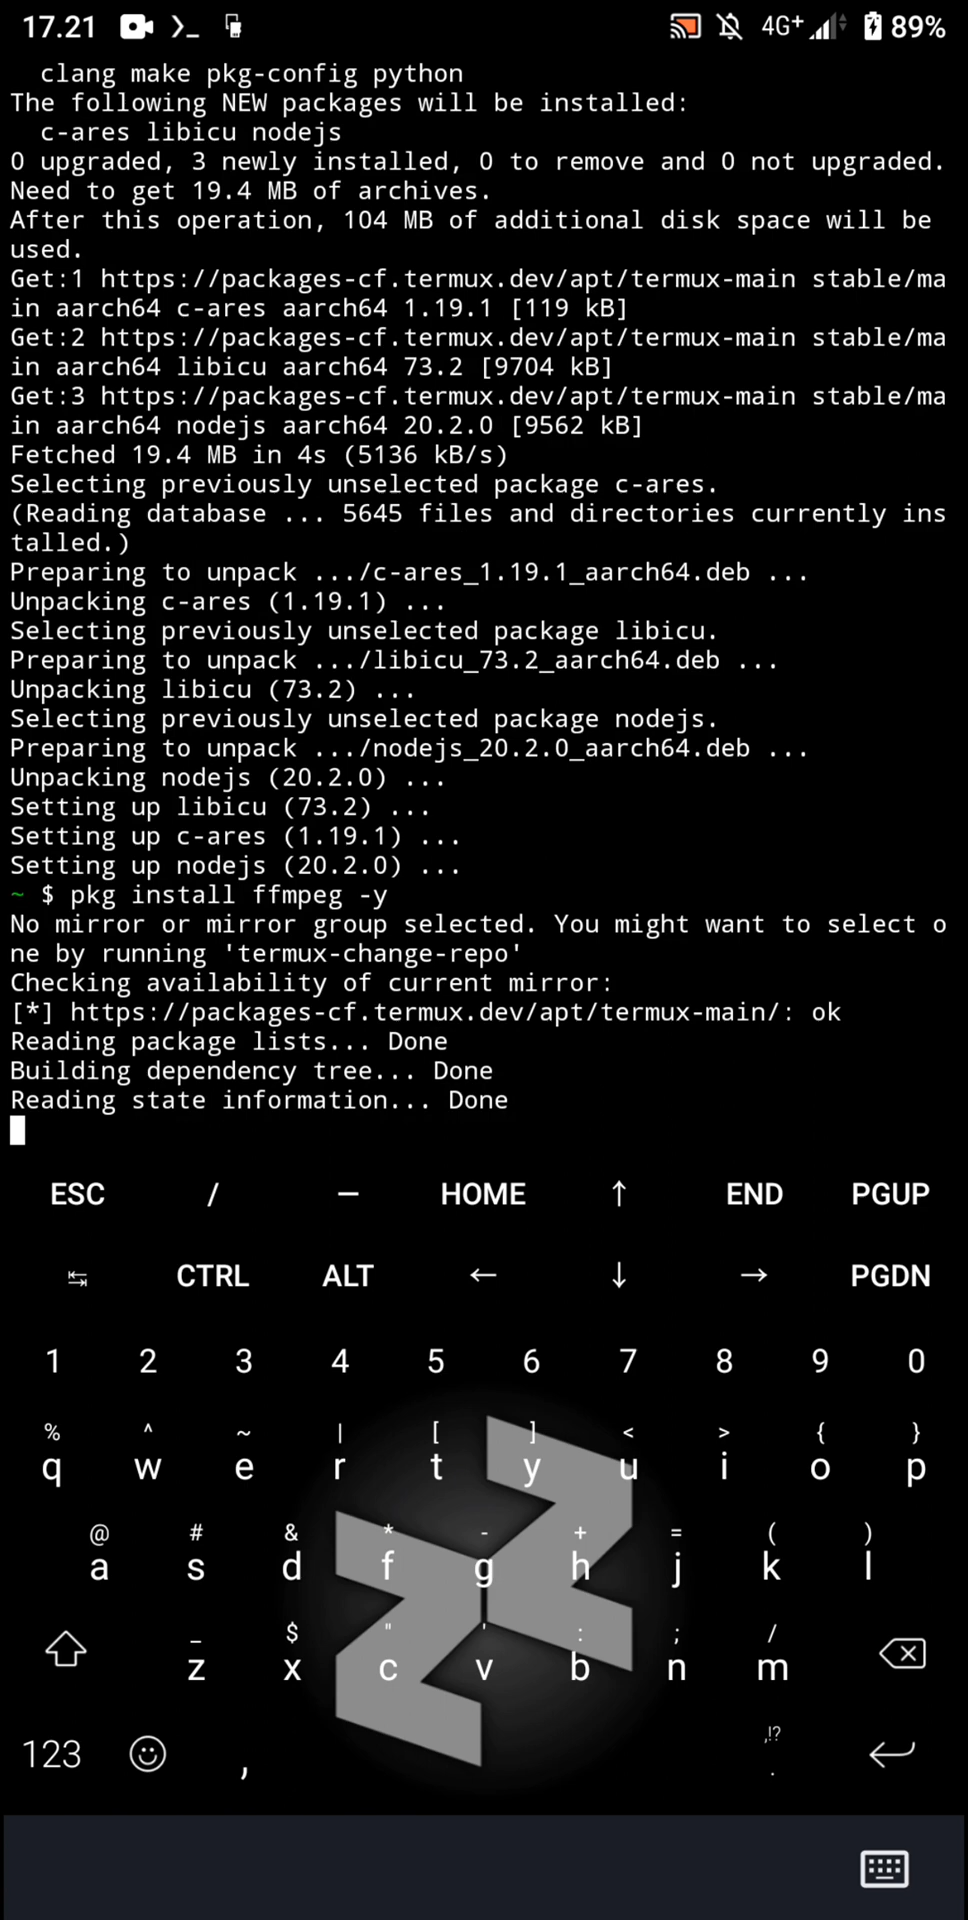 17.21 4G+ 89%
clang make pkg-config python
The following NEW packages will be installed:
c-ares libicu nodejs
0 upgraded, 3 newly installed, 0 to remove and 0 not upgraded.
Need to get 19.4 MB of archives.
After this operation, 104 MB of additional disk space will be
used.
Get:1 https://packages-cf.termux.dev/apt/termux-main stable/ma
in aarch64 c-ares aarch64 1.19.1 [119 kB]
Get:2 https://packages-cf.termux.dev/apt/termux-main stable/ma
in aarch64 libicu aarch64 73.2 [9704 kB]
Get:3 https://packages-cf.termux.dev/apt/termux-main stable/ma
in aarch64 nodejs aarch64 20.2.0 [9562 kB]
Fetched 19.4 MB in 4s (5136 kB/s)
Selecting previously unselected package c-ares.
(Reading database ... 5645 files and directories currently ins
talled.)
Preparing to unpack .../c-ares_1.19.1_aarch64.deb ...
Unpacking c-ares (1.19.1) ...
Selecting previously unselected package libicu.
Preparing to unpack .../libicu_73.2_aarch64.deb ...
Unpacking libicu (73.2) ...
Selecting previously unselected package nodejs.
Preparing to unpack .../nodejs_20.2.0_aarch64.deb ...
Unpacking nodejs (20.2.0) ...
Setting up libicu (73.2) ...
Setting up c-ares (1.19.1) ...
Setting up nodejs (20.2.0) ...
~ $ pkg install ffmpeg -y
No mirror or mirror group selected. You might want to select o
ne by running 'termux-change-repo'
Checking availability of current mirror:
[*] https://packages-cf.termux.dev/apt/termux-main/: ok
Reading package lists... Done
Building dependency tree... Done
Reading state information... Done
ESC / — HOME ↑ END PGUP
↹ CTRL ALT ← ↓ → PGDN
1 2 3 4 5 6 7 8 9 0
% ^ ~ | [ ] < > { }
q w e r t y u i o p
@ # & * - + = ( )
a s d f g h j k l
_ $ " ' : ; /
z x c v b n m
,!?
123 , .